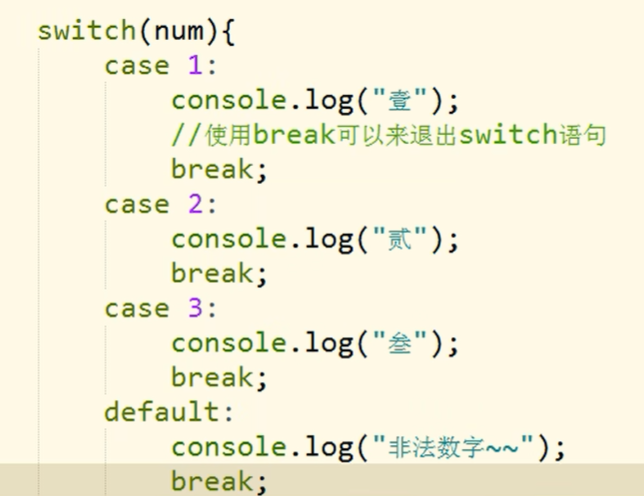 switch(num){
case 1:
console.log("壹");
//使用break可以来退出switch语句
break;
case 2:
console.log("贰");
break;
case 3:
console.log("叁");
break;
default:
console.log("非法数字~~");
break;